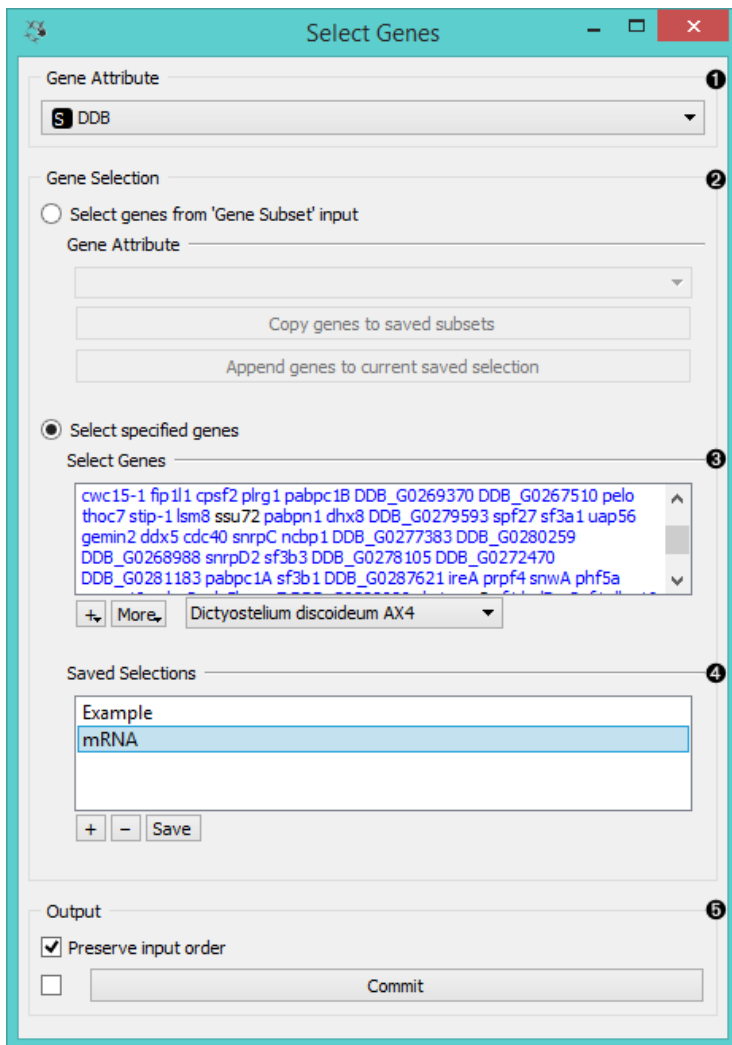 Select Genes
Gene Attribute
❶
S DDB
Gene Selection
❷
Select genes from 'Gene Subset' input
Gene Attribute
Copy genes to saved subsets
Append genes to current saved selection
Select specified genes
Select Genes
❸
cwc15-1 fip1l1 cpsf2 plrg1 pabpc1B DDB_G0269370 DDB_G0267510 pelo
thoc7 stip-1 lsm8 ssu72 pabpn1 dhx8 DDB_G0279593 spf27 sf3a1 uap56
gemin2 ddx5 cdc40 snrpC ncbp1 DDB_G0277383 DDB_G0280259
DDB_G0268988 snrpD2 sf3b3 DDB_G0278105 DDB_G0272470
DDB_G0281183 pabpc1A sf3b1 DDB_G0287621 ireA prpf4 snwA phf5a
+ More Dictyostelium discoideum AX4
Saved Selections
❹
Example
mRNA
+ − Save
Output
❺
Preserve input order
Commit